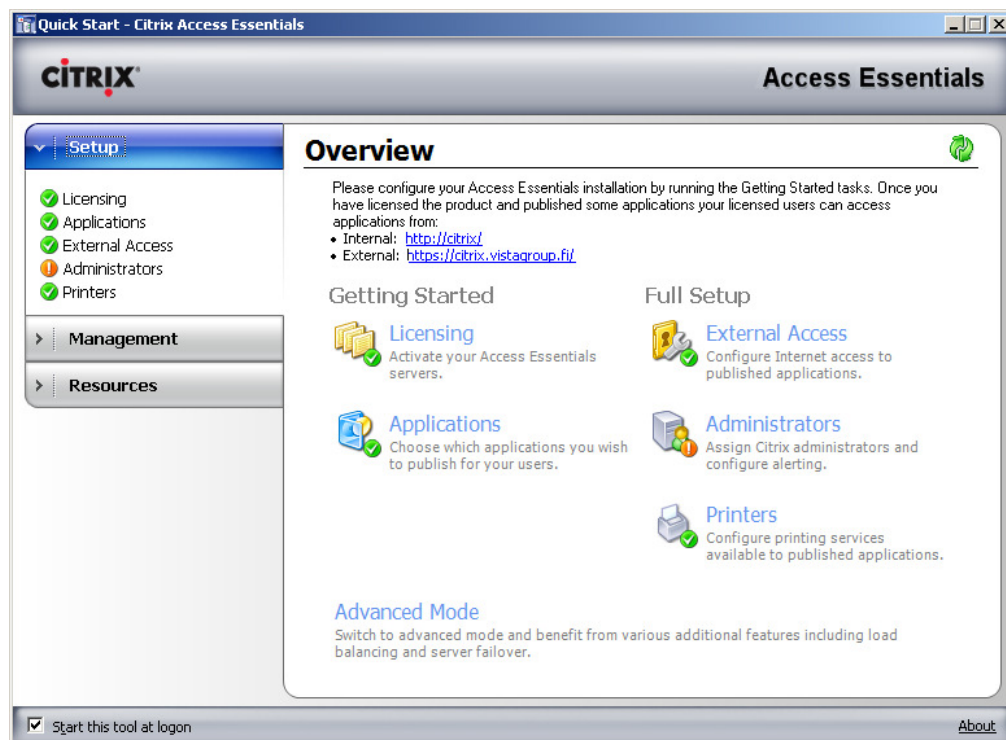 Quick Start - Citrix Access Essentials
CİTRIX
Access Essentials
Setup
Licensing
Applications
External Access
Administrators
Printers
Management
Resources
Overview
Please configure your Access Essentials installation by running the Getting Started tasks. Once you
have licensed the product and published some applications your licensed users can access
applications from:
• Internal: http://citrix/
• External: https://citrix.vistagroup.fi/
Getting Started
Licensing
Activate your Access Essentials
servers.
Applications
Choose which applications you wish
to publish for your users.
Full Setup
External Access
Configure Internet access to
published applications.
Administrators
Assign Citrix administrators and
configure alerting.
Printers
Configure printing services
available to published applications.
Advanced Mode
Switch to advanced mode and benefit from various additional features including load
balancing and server failover.
Start this tool at logon
About